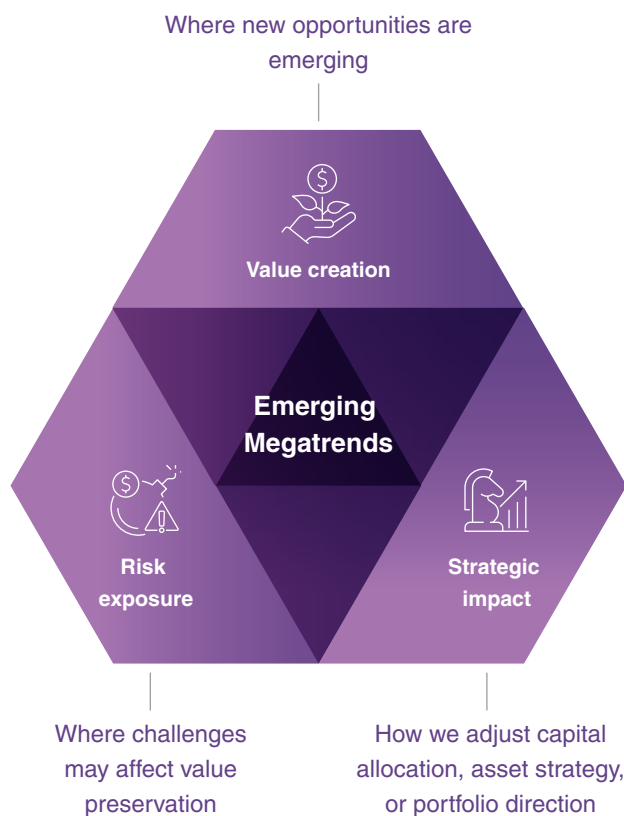 Where new opportunities are
emerging
$
Value creation
Emerging
Megatrends
$
Risk
exposure
Strategic
impact
Where challenges
may affect value
preservation
How we adjust capital
allocation, asset strategy,
or portfolio direction